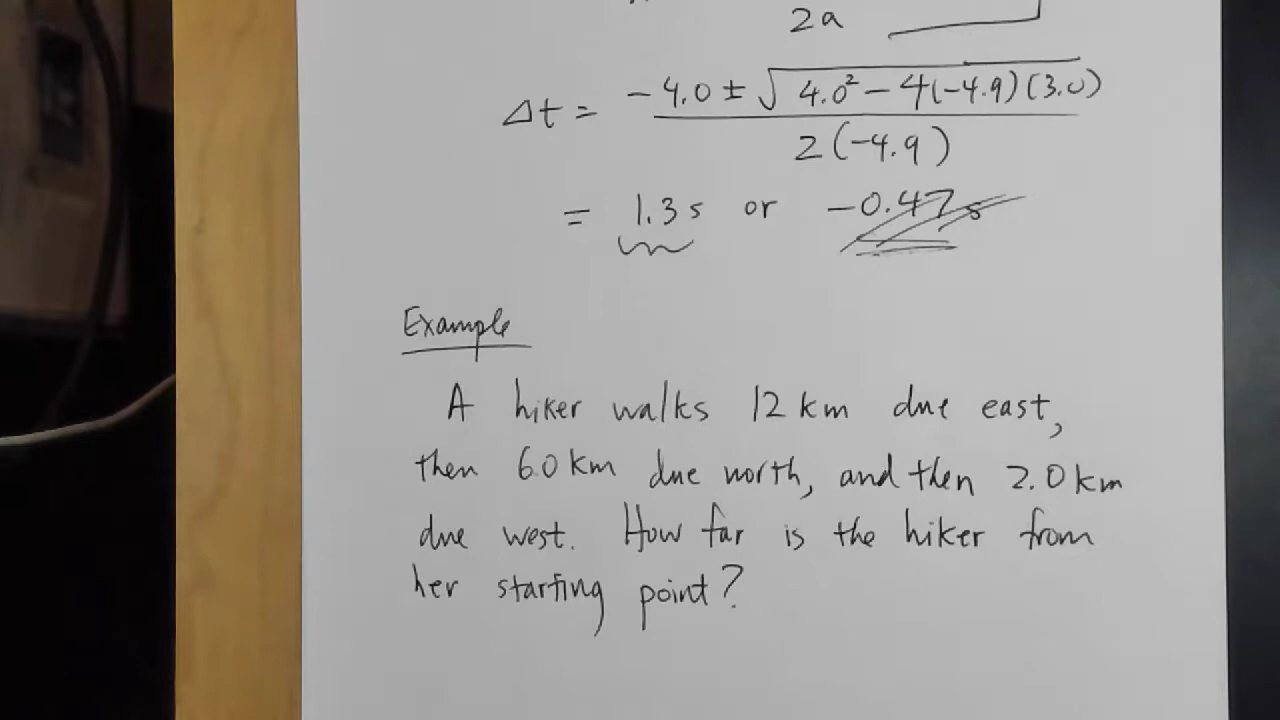 2a
Δt = -4.0 ± √4.0² - 4(-4.9)(3.0)
2(-4.9)
= 1.3 s or -0.47 s
Example
A hiker walks 12 km due east,
then 6.0 km due north, and then 2.0 km
due west. How far is the hiker from
her starting point?